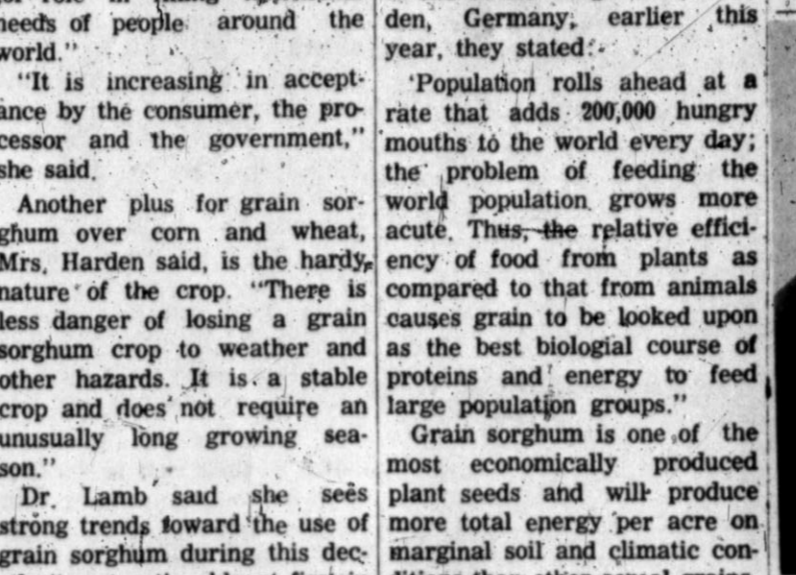 needs of people around the
world."
"It is increasing in accept-
ance by the consumer, the pro-
cessor and the government,"
she said.
Another plus for grain sor-
ghum over corn and wheat,
Mrs. Harden said, is the hardy
nature of the crop. "There is
less danger of losing a grain
sorghum crop to weather and
other hazards. It is a stable
crop and does not require an
unusually long growing sea-
son."
Dr. Lamb said she sees
strong trends toward the use of
grain sorghum during this dec-
den, Germany, earlier this
year, they stated:
'Population rolls ahead at a
rate that adds 200,000 hungry
mouths to the world every day;
the problem of feeding the
world population grows more
acute. Thus, the relative effici-
ency of food from plants as
compared to that from animals
causes grain to be looked upon
as the best biological course of
proteins and energy to feed
large population groups."
Grain sorghum is one of the
most economically produced
plant seeds and will produce
more total energy per acre on
marginal soil and climatic con-